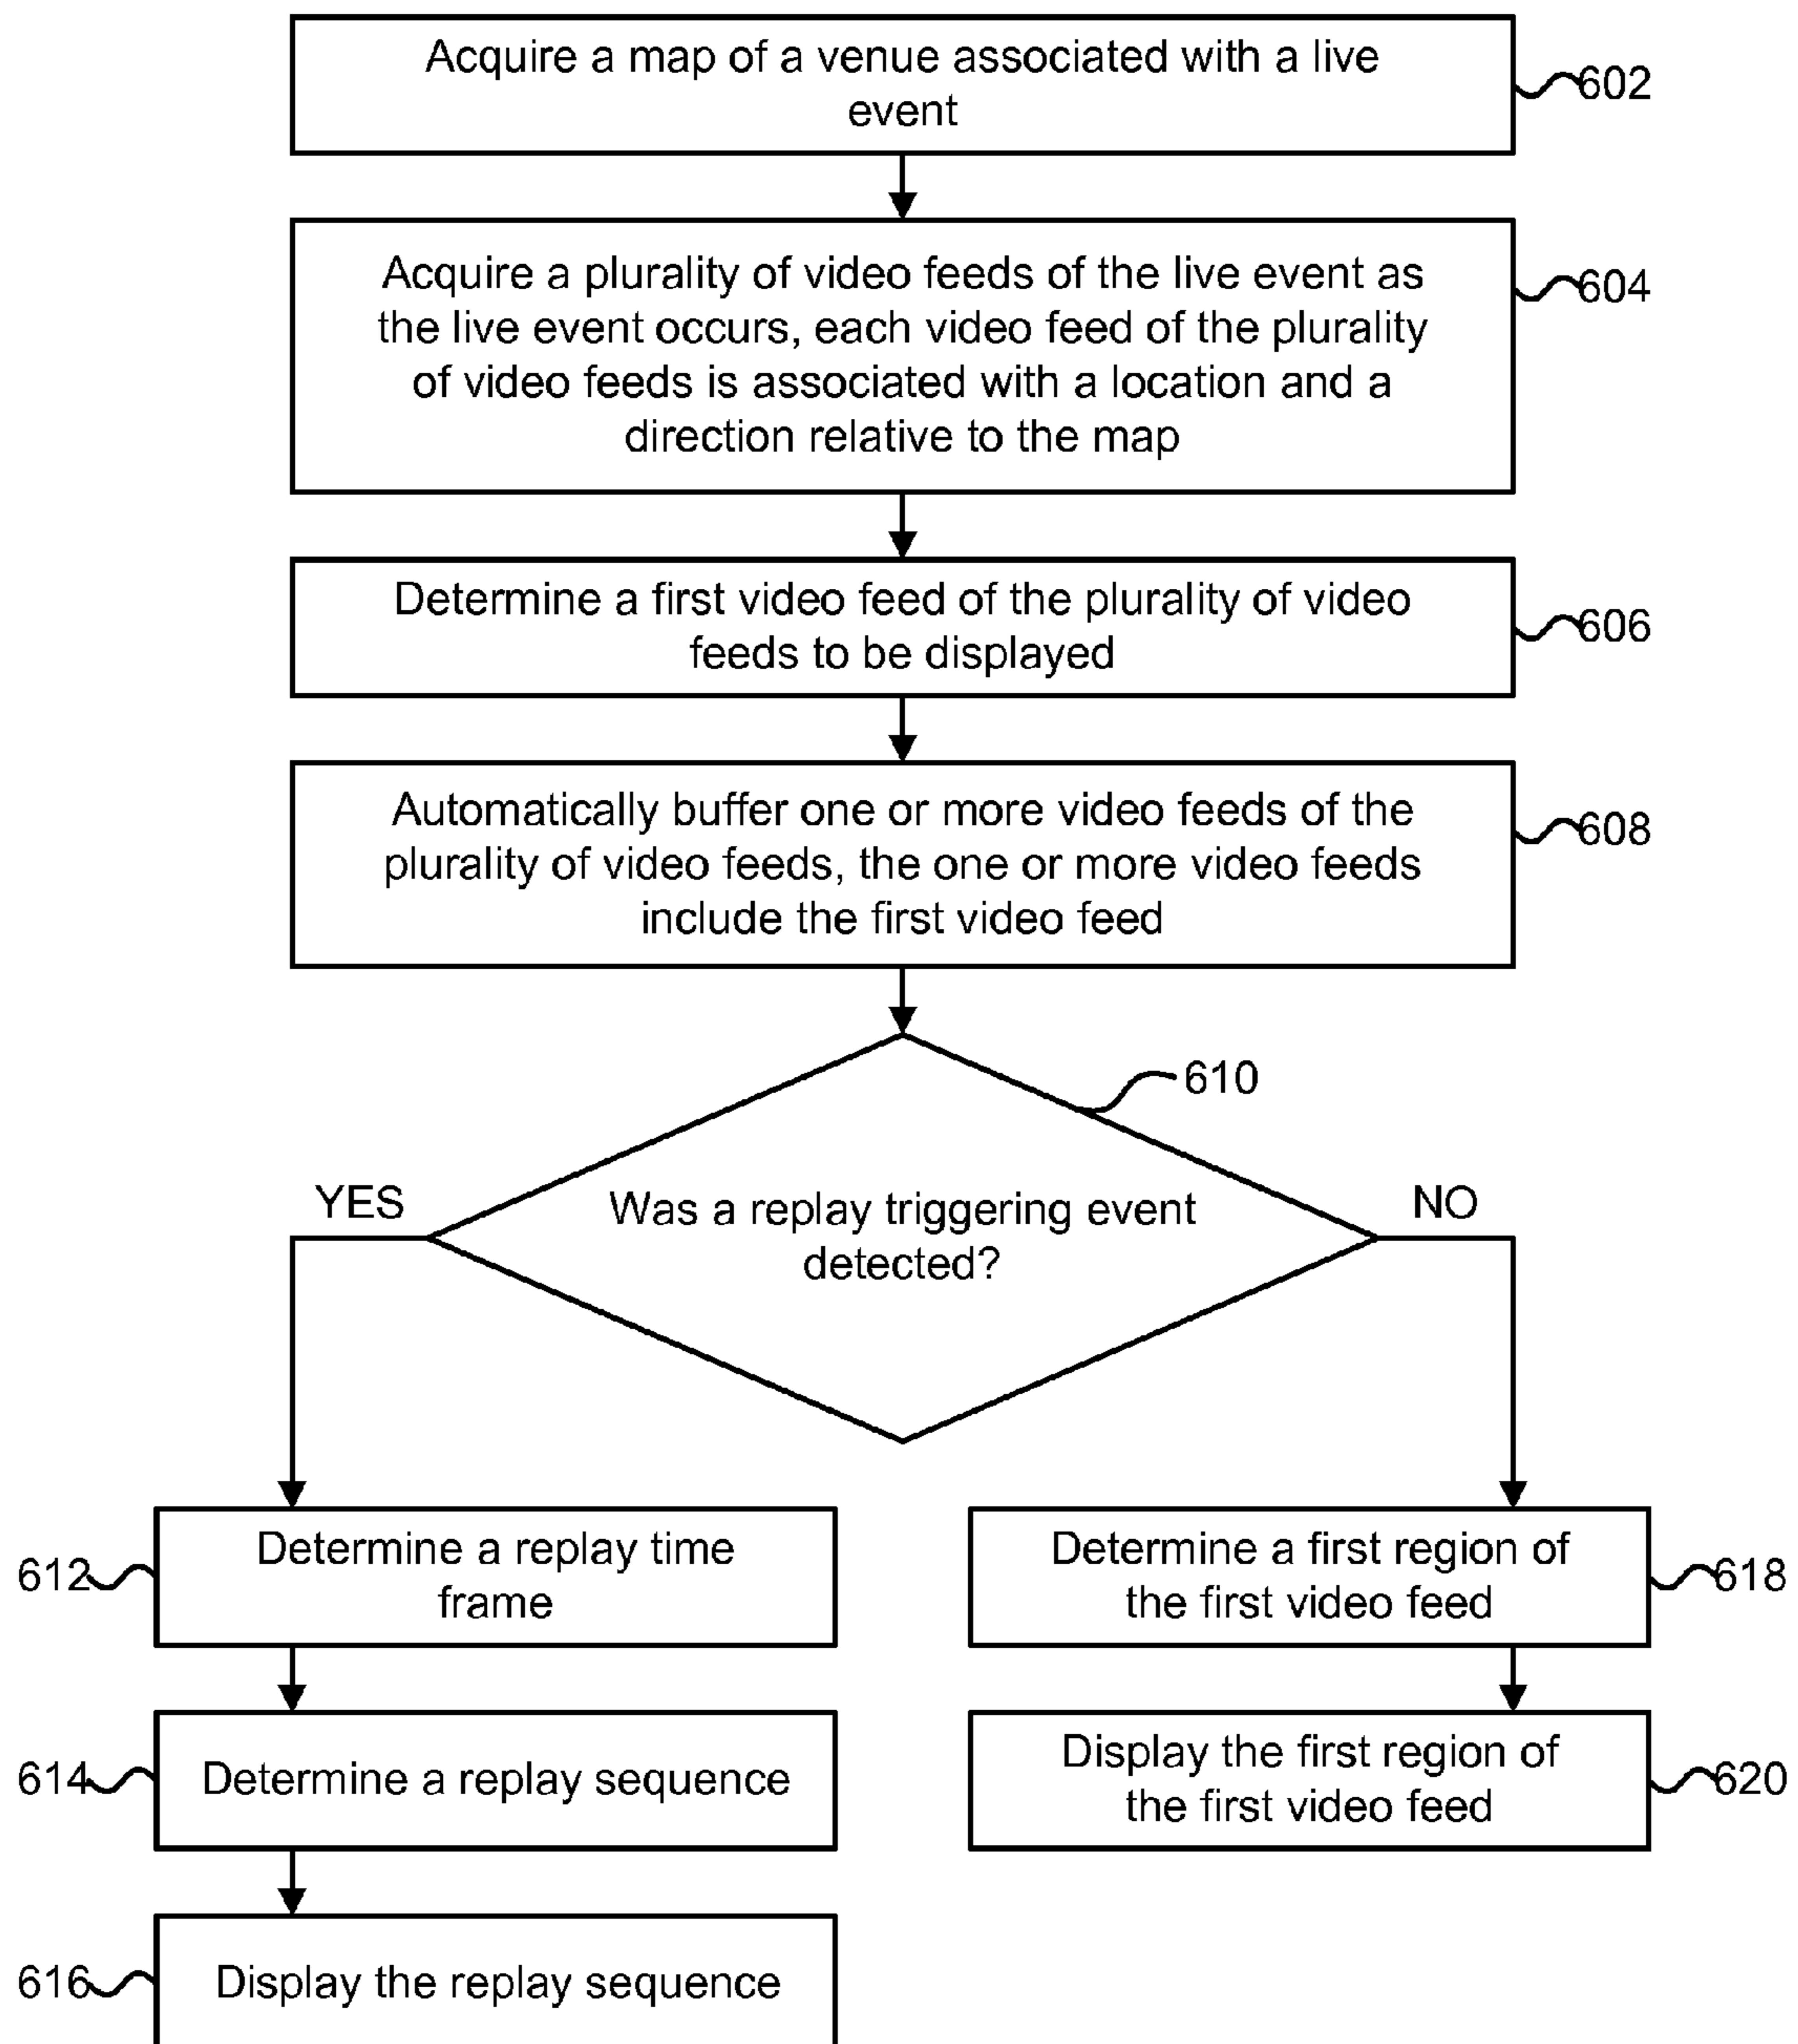 Acquire a map of a venue associated with a live
event
602
Acquire a plurality of video feeds of the live event as
the live event occurs, each video feed of the plurality
of video feeds is associated with a location and a
direction relative to the map
604
Determine a first video feed of the plurality of video
feeds to be displayed
606
Automatically buffer one or more video feeds of the
plurality of video feeds, the one or more video feeds
include the first video feed
608
610
Was a replay triggering event
detected?
YES
NO
612
Determine a replay time
frame
Determine a first region of
the first video feed
618
614
Determine a replay sequence
Display the first region of
the first video feed
620
616
Display the replay sequence